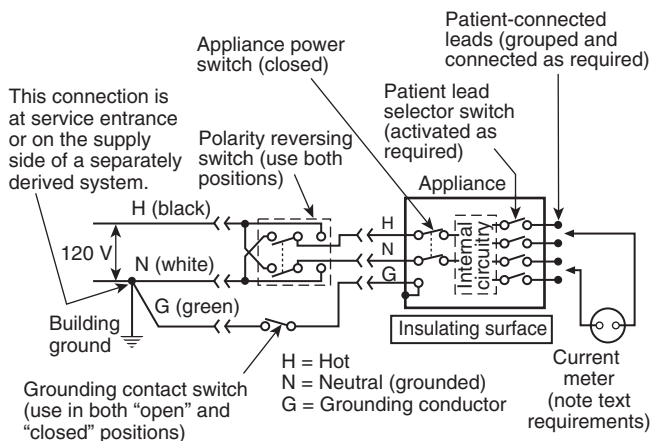 Patient-connected
leads (grouped and
connected as required)
Appliance power
switch (closed)
Patient lead
selector switch
(activated as
required)
This connection is
at service entrance
or on the supply
side of a separately
derived system.
Polarity reversing
switch (use both
positions)
Appliance
H (black)
H
120 V
N (white)
N
Internal
circuitry
G
G (green)
Building
ground
Insulating surface
H = Hot
N = Neutral (grounded)
G = Grounding conductor
Grounding contact switch
(use in both “open” and
“closed” positions)
Current
meter
(note text
requirements)